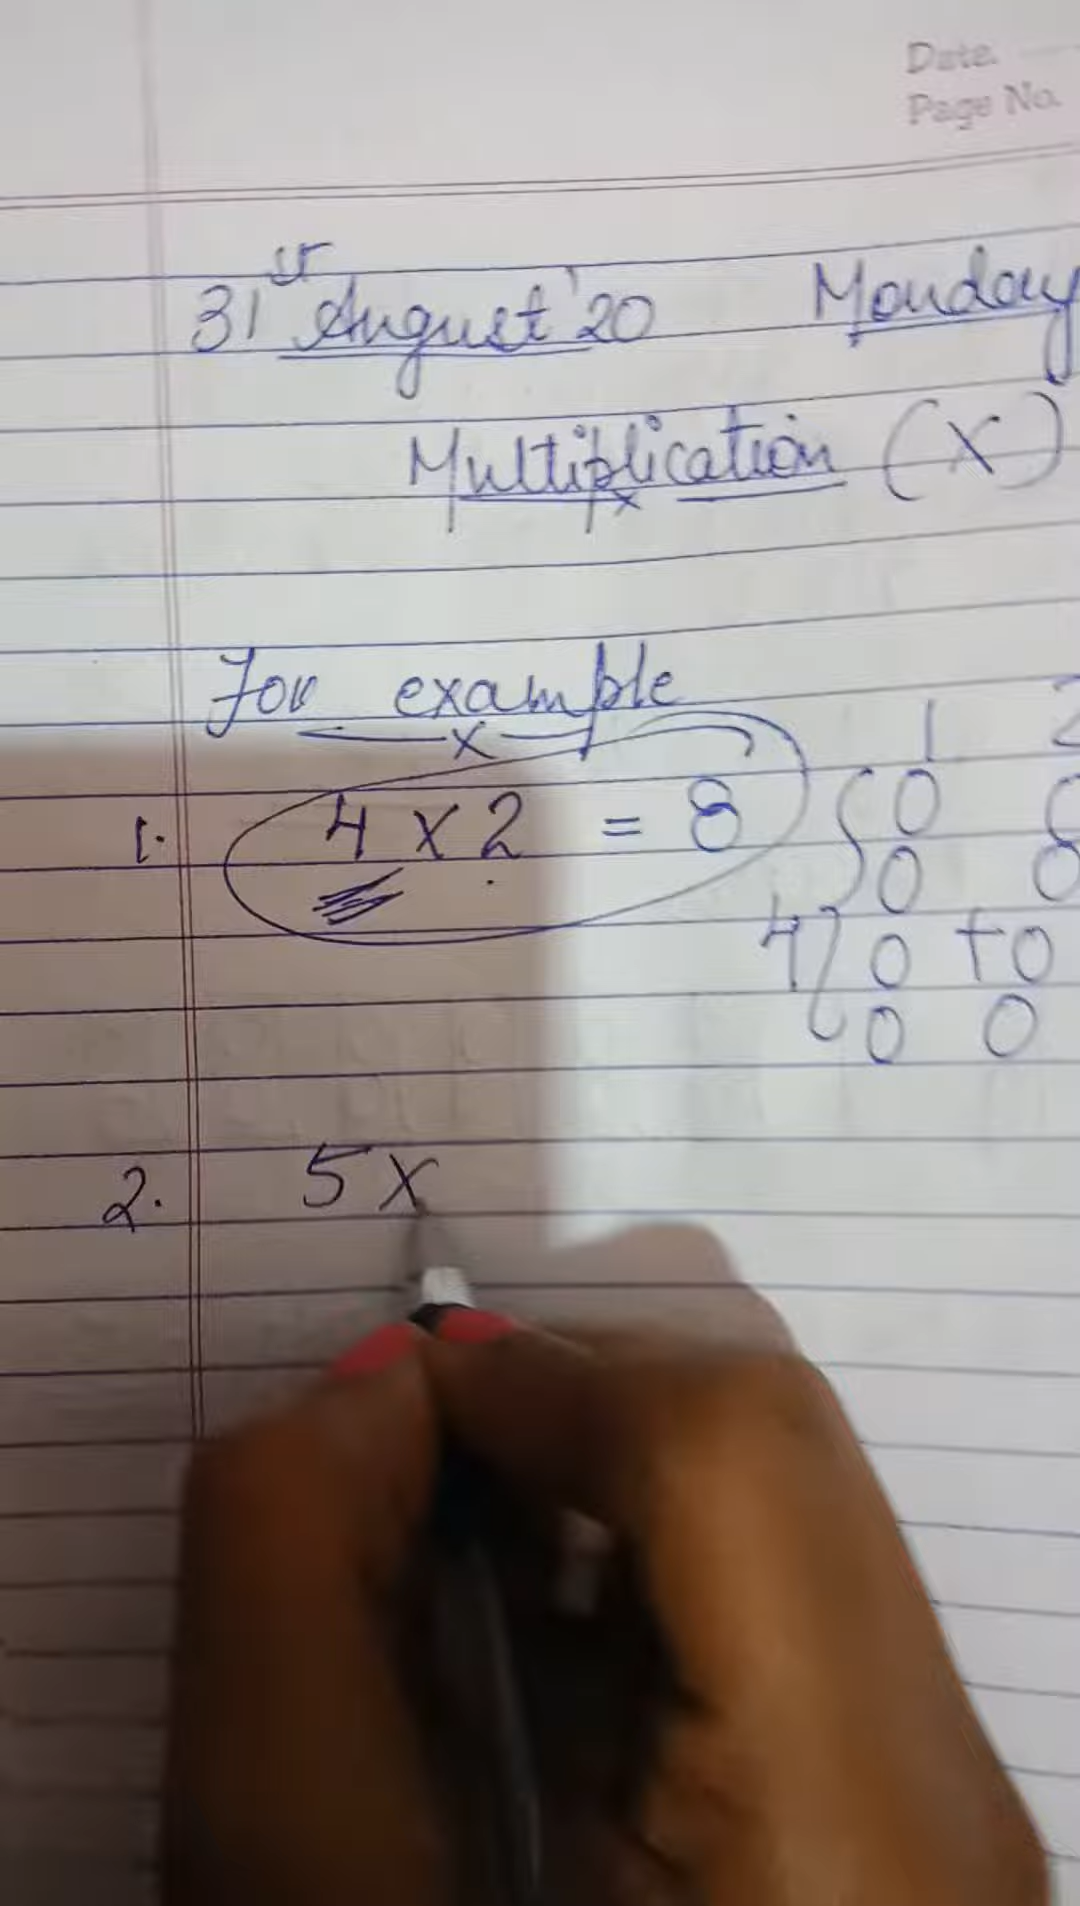 Date.
Page No.
31st August'20 Monday
Multiplication (x)
For example
x
1 2
1. 4 x 2 = 8 0 0
0 0
4 0 + 0
0 0
2. 5 x